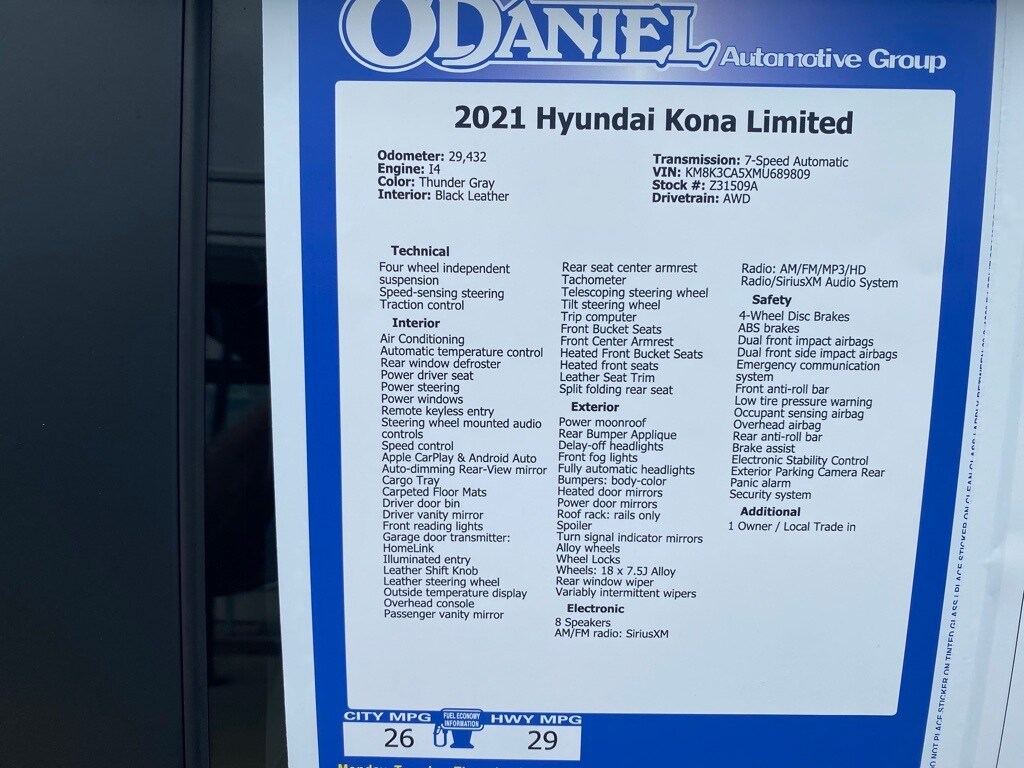 O'DANIEL Automotive Group
2021 Hyundai Kona Limited
Odometer: 29,432
Engine: I4
Color: Thunder Gray
Interior: Black Leather
Transmission: 7-Speed Automatic
VIN: KM8K3CA5XMU689809
Stock #: Z31509A
Drivetrain: AWD
Technical
Four wheel independent
suspension
Speed-sensing steering
Traction control
Interior
Air Conditioning
Automatic temperature control
Rear window defroster
Power driver seat
Power steering
Power windows
Remote keyless entry
Steering wheel mounted audio
controls
Speed control
Apple CarPlay & Android Auto
Auto-dimming Rear-View mirror
Cargo Tray
Carpeted Floor Mats
Driver door bin
Driver vanity mirror
Front reading lights
Garage door transmitter:
HomeLink
Illuminated entry
Leather Shift Knob
Leather steering wheel
Outside temperature display
Overhead console
Passenger vanity mirror
Rear seat center armrest
Tachometer
Telescoping steering wheel
Tilt steering wheel
Trip computer
Front Bucket Seats
Front Center Armrest
Heated Front Bucket Seats
Heated front seats
Leather Seat Trim
Split folding rear seat
Exterior
Power moonroof
Rear Bumper Applique
Delay-off headlights
Front fog lights
Fully automatic headlights
Bumpers: body-color
Heated door mirrors
Power door mirrors
Roof rack: rails only
Spoiler
Turn signal indicator mirrors
Alloy wheels
Wheel Locks
Wheels: 18 x 7.5J Alloy
Rear window wiper
Variably intermittent wipers
Electronic
8 Speakers
AM/FM radio: SiriusXM
Radio: AM/FM/MP3/HD
Radio/SiriusXM Audio System
Safety
4-Wheel Disc Brakes
ABS brakes
Dual front impact airbags
Dual front side impact airbags
Emergency communication
system
Front anti-roll bar
Low tire pressure warning
Occupant sensing airbag
Overhead airbag
Rear anti-roll bar
Brake assist
Electronic Stability Control
Exterior Parking Camera Rear
Panic alarm
Security system
Additional
1 Owner / Local Trade in
CITY MPG
26
FUEL ECONOMY
INFORMATION
HWY MPG
29
NOT PLACE STICKER ON TINTED GLASS | PLACE STICKER ON CLEAN GLASS | APPLY BETWEEN